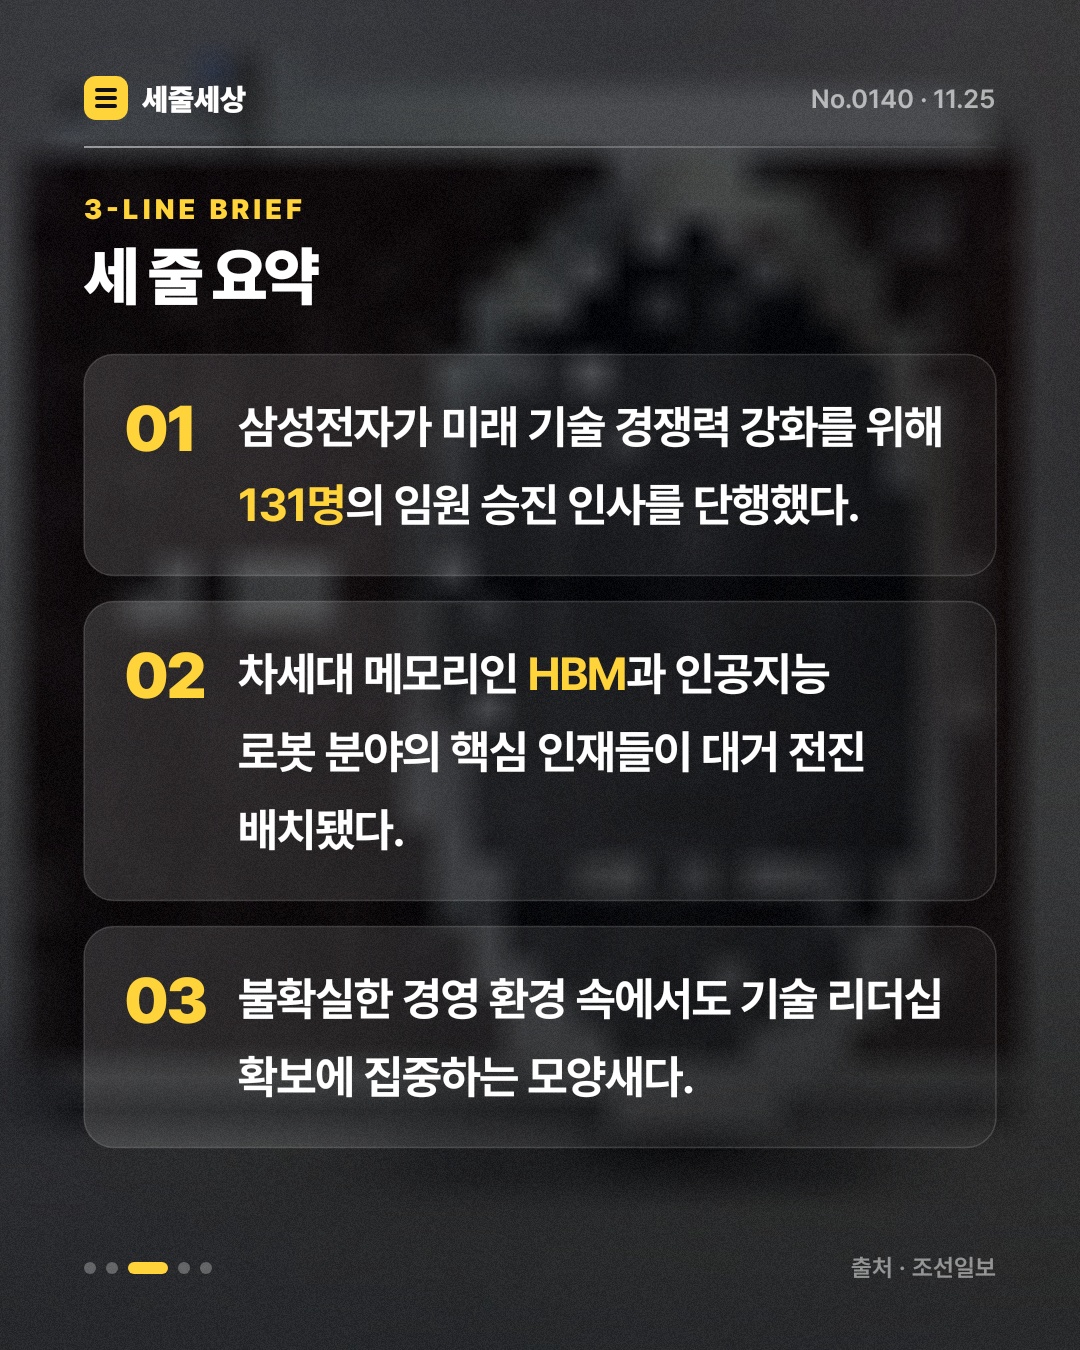 세줄세상
No.0140 · 11.25
3-LINE BRIEF
세 줄 요약
01
삼성전자가 미래 기술 경쟁력 강화를 위해
131명의 임원 승진 인사를 단행했다.
02
차세대 메모리인 HBM과 인공지능
로봇 분야의 핵심 인재들이 대거 전진
배치됐다.
03
불확실한 경영 환경 속에서도 기술 리더십
확보에 집중하는 모양새다.
출처 · 조선일보